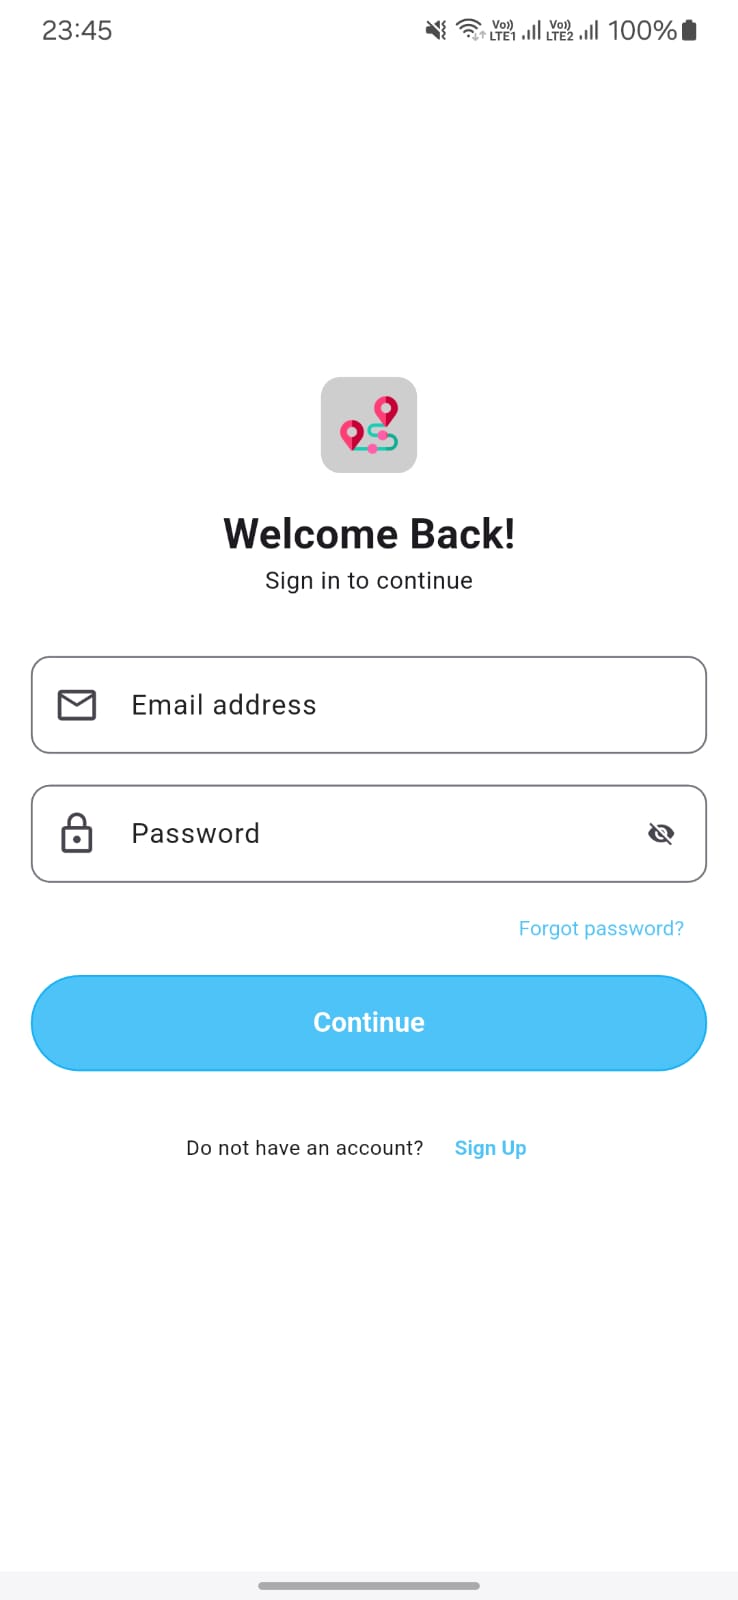 23:45
Vo)) LTE1 Vo)) LTE2 100%
Welcome Back!
Sign in to continue
Email address
Password
Forgot password?
Continue
Do not have an account? Sign Up